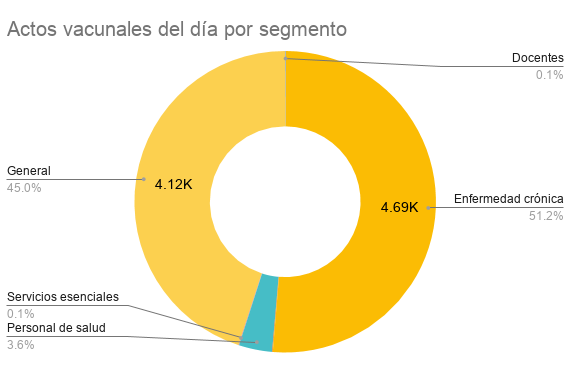 Actos vacunales del día por segmento
Docentes
0.1%
General
45.0%
4.12K
Enfermedad crónica
51.2%
4.69K
Servicios esenciales
0.1%
Personal de salud
3.6%